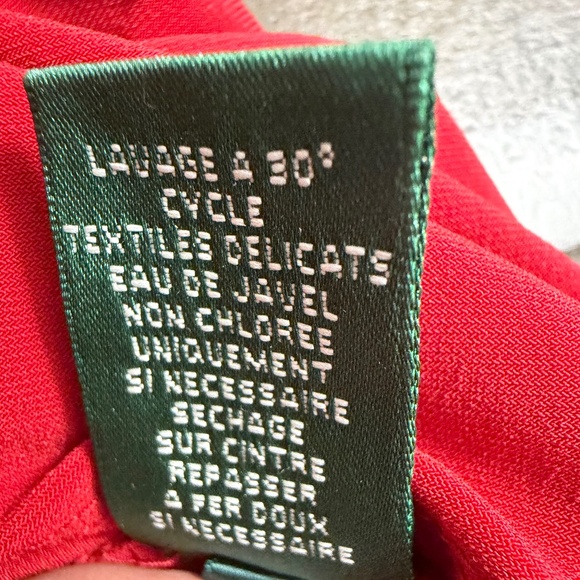 LAVAGE A 30°
CYCLE
TEXTILES DELICATS
EAU DE JAVEL
NON CHLOREE
UNIQUEMENT
SI NECESSAIRE
SECHAGE
SUR CINTRE
REPASSER
A FER DOUX
SI NECESSAIRE